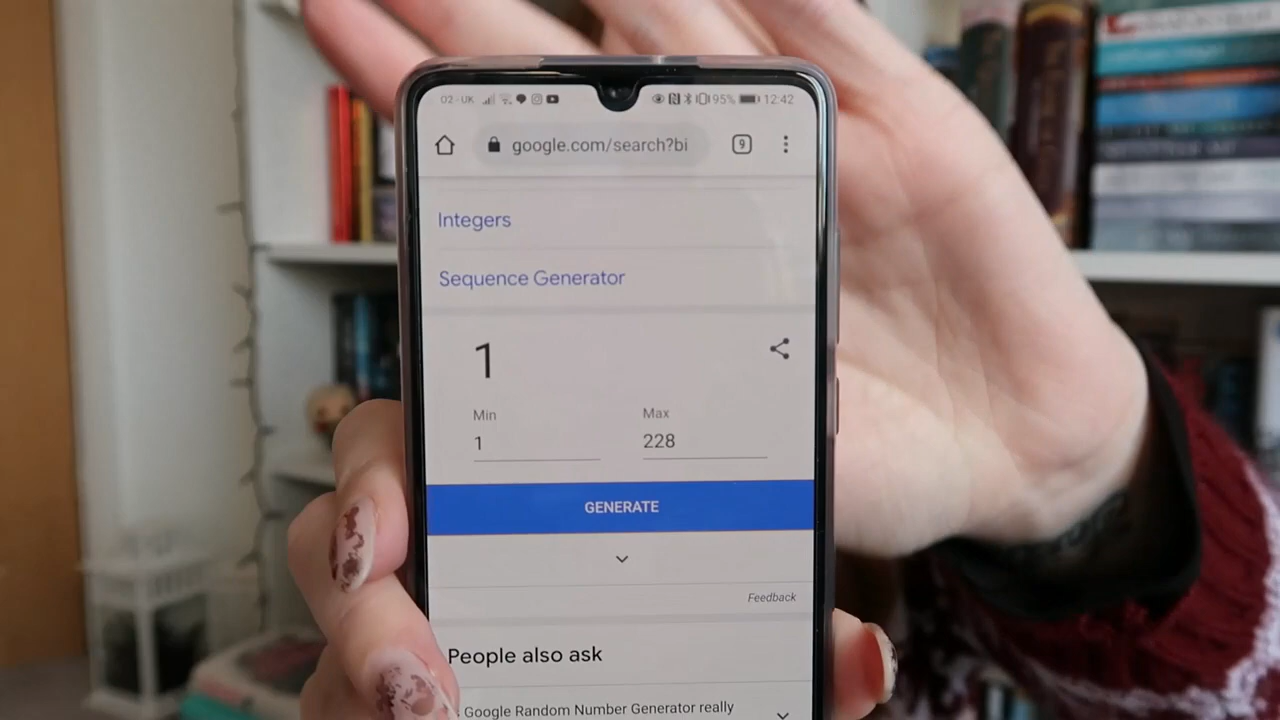 02-UK 95% 12:42
google.com/search?bi 9
Integers
Sequence Generator
1
Min Max
1 228
GENERATE
Feedback
People also ask
Google Random Number Generator really